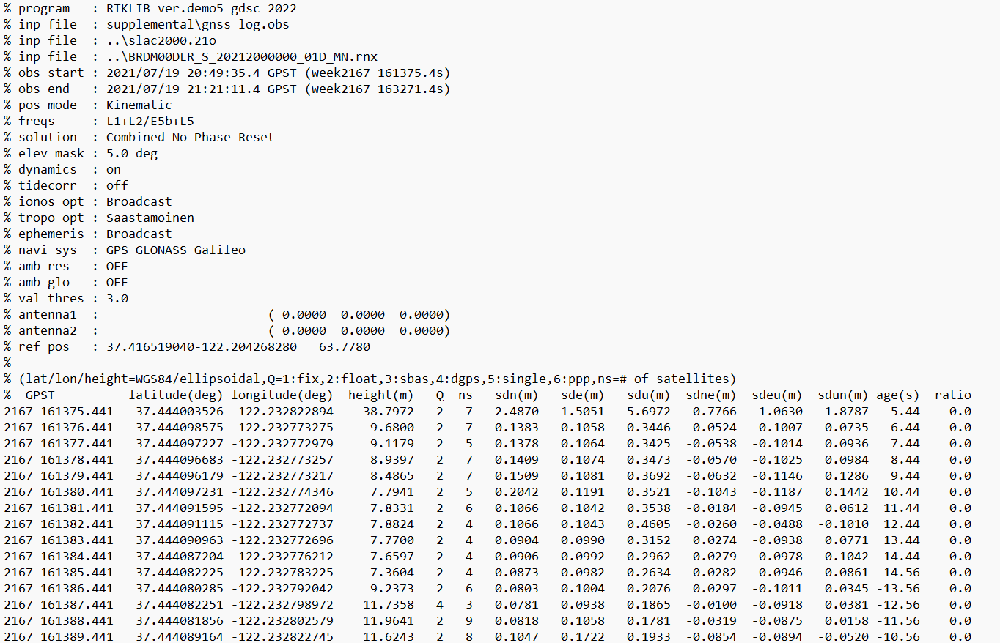 % program   : RTKLIB ver.demo5 gdsc_2022
% inp file  : supplemental\gnss_log.obs
% inp file  : ..\slac2000.21o
% inp file  : ..\BRDM00DLR_S_20212000000_01D_MN.rnx
% obs start : 2021/07/19 20:49:35.4 GPST (week2167 161375.4s)
% obs end   : 2021/07/19 21:21:11.4 GPST (week2167 163271.4s)
% pos mode  : Kinematic
% freqs     : L1+L2/E5b+L5
% solution  : Combined-No Phase Reset
% elev mask : 5.0 deg
% dynamics  : on
% tidecorr  : off
% ionos opt : Broadcast
% tropo opt : Saastamoinen
% ephemeris : Broadcast
% navi sys  : GPS GLONASS Galileo
% amb res   : OFF
% amb glo   : OFF
% val thres : 3.0
% antenna1  :                       ( 0.0000  0.0000  0.0000)
% antenna2  :                       ( 0.0000  0.0000  0.0000)
% ref pos   : 37.416519040-122.204268280   63.7780
%
% (lat/lon/height=WGS84/ellipsoidal,Q=1:fix,2:float,3:sbas,4:dgps,5:single,6:ppp,ns=# of satellites)
%  GPST          latitude(deg) longitude(deg)  height(m)   Q  ns   sdn(m)   sde(m)   sdu(m)  sdne(m)  sdeu(m)  sdun(m) age(s)  ratio
2167 161375.441   37.444003526 -122.232822894   -38.7972   2   7   2.4870   1.5051   5.6972  -0.7766  -1.0630   1.8787   5.44    0.0
2167 161376.441   37.444098575 -122.232773275     9.6800   2   7   0.1383   0.1058   0.3446  -0.0524  -0.1007   0.0735   6.44    0.0
2167 161377.441   37.444097227 -122.232772979     9.1179   2   5   0.1378   0.1064   0.3425  -0.0538  -0.1014   0.0936   7.44    0.0
2167 161378.441   37.444096683 -122.232773257     8.9397   2   7   0.1409   0.1074   0.3473  -0.0570  -0.1025   0.0984   8.44    0.0
2167 161379.441   37.444096179 -122.232773217     8.4865   2   7   0.1509   0.1081   0.3692  -0.0632  -0.1146   0.1286   9.44    0.0
2167 161380.441   37.444097231 -122.232774346     7.7941   2   5   0.2042   0.1191   0.3521  -0.1043  -0.1187   0.1442  10.44    0.0
2167 161381.441   37.444091595 -122.232772094     7.8331   2   6   0.1066   0.1042   0.3538  -0.0184  -0.0945   0.0612  11.44    0.0
2167 161382.441   37.444091115 -122.232772737     7.8824   2   4   0.1066   0.1043   0.4605  -0.0260  -0.0488  -0.1010  12.44    0.0
2167 161383.441   37.444090963 -122.232772696     7.7700   2   4   0.0904   0.0990   0.3152   0.0274  -0.0938   0.0771  13.44    0.0
2167 161384.441   37.444087204 -122.232776212     7.6597   2   4   0.0906   0.0992   0.2962   0.0279  -0.0978   0.1042  14.44    0.0
2167 161385.441   37.444082225 -122.232783225     7.3604   2   4   0.0873   0.0982   0.2634   0.0282  -0.0946   0.0861 -14.56    0.0
2167 161386.441   37.444080285 -122.232792042     9.2373   2   6   0.0803   0.1004   0.2076   0.0297  -0.1011   0.0345 -13.56    0.0
2167 161387.441   37.444082251 -122.232798972    11.7358   4   3   0.0781   0.0938   0.1865  -0.0100  -0.0918   0.0381 -12.56    0.0
2167 161388.441   37.444081856 -122.232802579    11.9641   2   9   0.0818   0.1058   0.1781  -0.0319  -0.0875   0.0158 -11.56    0.0
2167 161389.441   37.444089164 -122.232822745    11.6243   2   8   0.1047   0.1722   0.1933  -0.0854  -0.0894  -0.0520 -10.56    0.0